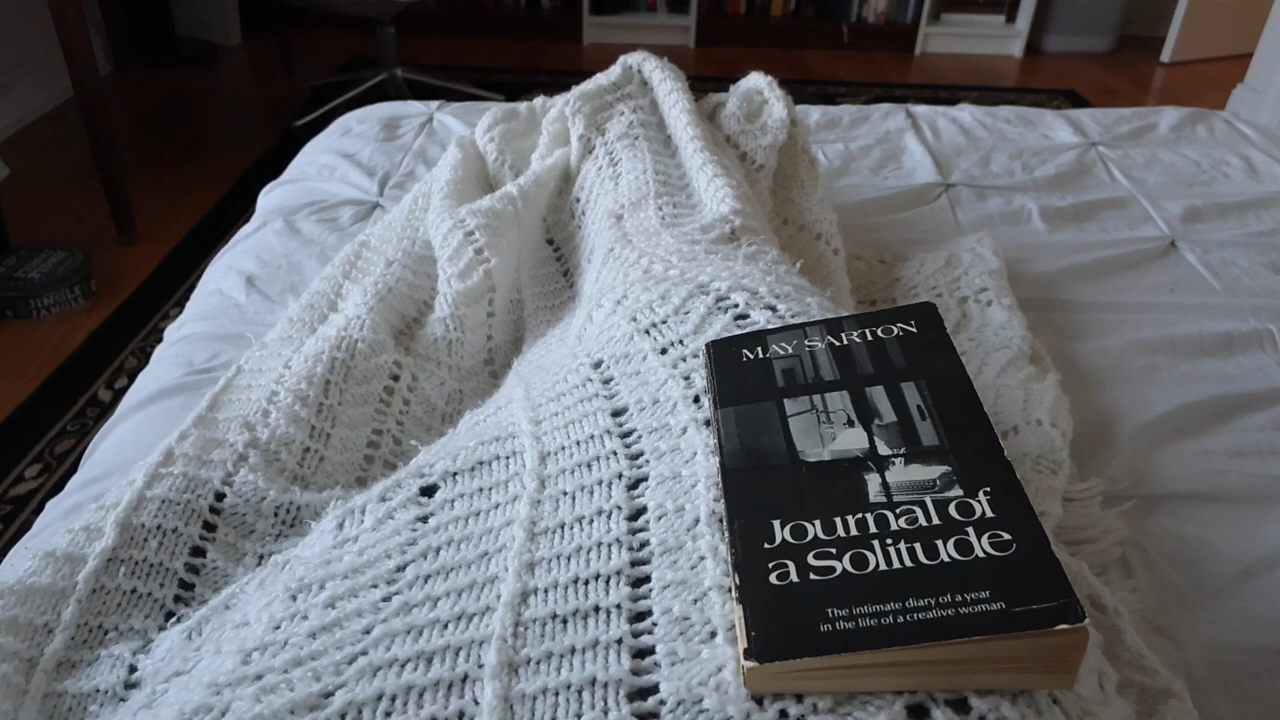 MAY SARTON
Journal of
a Solitude
The intimate diary of a year
in the life of a creative woman
JINGLE
JANGLE